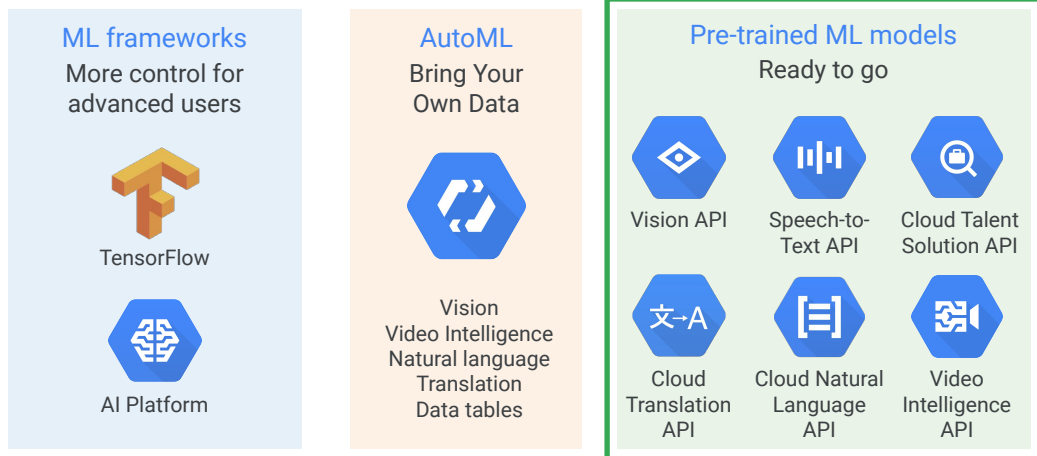 ML frameworks
More control for
advanced users
TensorFlow
AI Platform
AutoML
Bring Your
Own Data
Vision
Video Intelligence
Natural language
Translation
Data tables
Pre-trained ML models
Ready to go
Vision API
Speech-to-
Text API
Cloud Talent
Solution API
文→A
Cloud
Translation
API
Cloud Natural
Language
API
Video
Intelligence
API